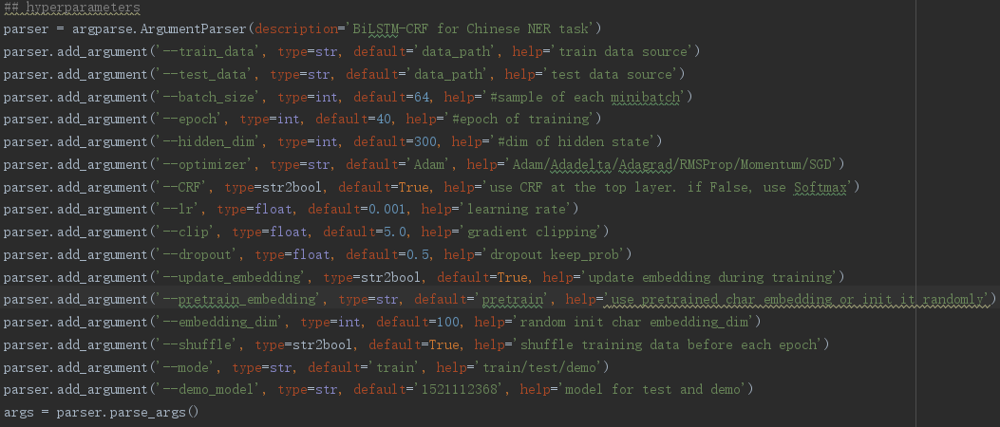 ## hyperparameters
parser = argparse.ArgumentParser(description='BiLSTM-CRF for Chinese NER task')
parser.add_argument('--train_data', type=str, default='data_path', help='train data source')
parser.add_argument('--test_data', type=str, default='data_path', help='test data source')
parser.add_argument('--batch_size', type=int, default=64, help='#sample of each minibatch')
parser.add_argument('--epoch', type=int, default=40, help='#epoch of training')
parser.add_argument('--hidden_dim', type=int, default=300, help='#dim of hidden state')
parser.add_argument('--optimizer', type=str, default='Adam', help='Adam/Adadelta/Adagrad/RMSProp/Momentum/SGD')
parser.add_argument('--CRF', type=str2bool, default=True, help='use CRF at the top layer. if False, use Softmax')
parser.add_argument('--lr', type=float, default=0.001, help='learning rate')
parser.add_argument('--clip', type=float, default=5.0, help='gradient clipping')
parser.add_argument('--dropout', type=float, default=0.5, help='dropout keep_prob')
parser.add_argument('--update_embedding', type=str2bool, default=True, help='update embedding during training')
parser.add_argument('--pretrain_embedding', type=str, default='pretrain', help='use pretrained char embedding or init it randomly')
parser.add_argument('--embedding_dim', type=int, default=100, help='random init char embedding_dim')
parser.add_argument('--shuffle', type=str2bool, default=True, help='shuffle training data before each epoch')
parser.add_argument('--mode', type=str, default='train', help='train/test/demo')
parser.add_argument('--demo_model', type=str, default='1521112368', help='model for test and demo')
args = parser.parse_args()